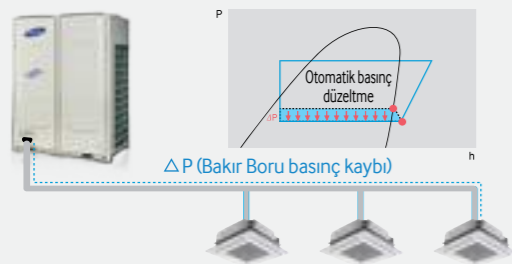 P
Otomatik basınç
düzeltme
ΔP
h
△P (Bakır Boru basınç kaybı)